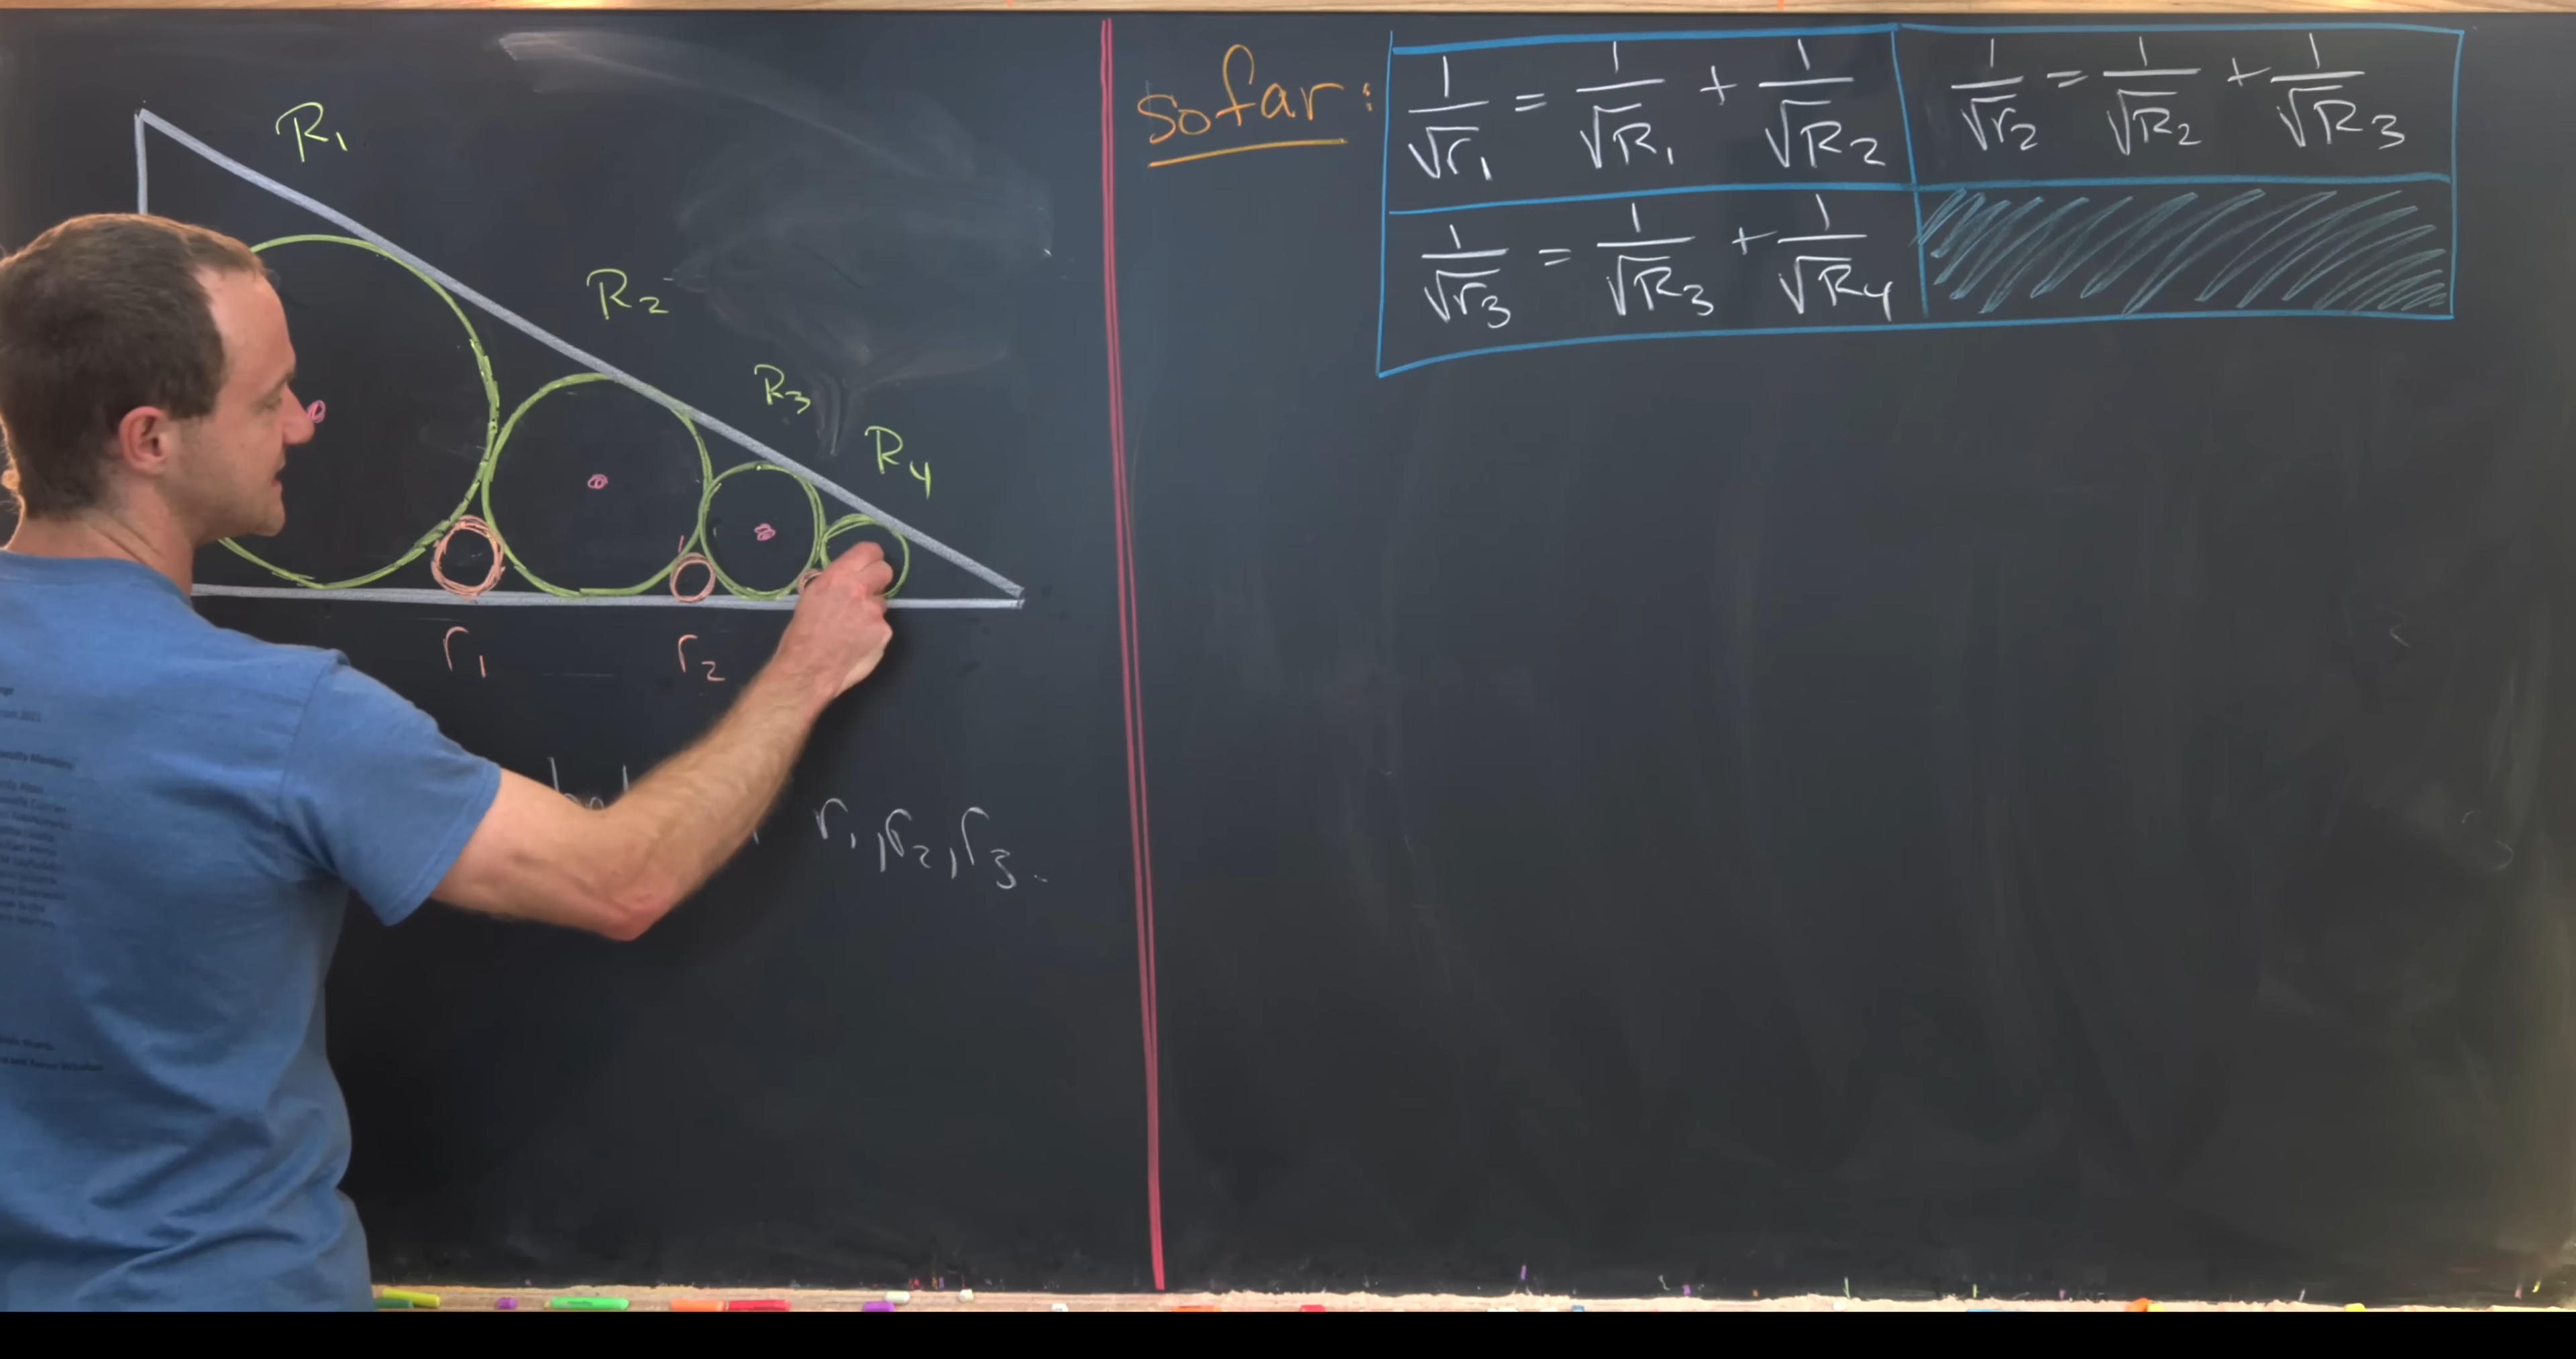 R₁
R₂
R₃
R₄
r₁ r₂
r₁, r₂, r₃.
so far:
1/√r₁ = 1/√R₁ + 1/√R₂
1/√r₂ = 1/√R₂ + 1/√R₃
1/√r₃ = 1/√R₃ + 1/√R₄